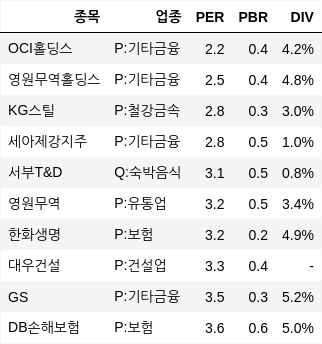 종목 업종 PER PBR DIV
OCI홀딩스 P:기타금융 2.2 0.4 4.2%
영원무역홀딩스 P:기타금융 2.5 0.4 4.8%
KG스틸 P:철강금속 2.8 0.3 3.0%
세아제강지주 P:기타금융 2.8 0.5 1.0%
서부T&D Q:숙박음식 3.1 0.5 0.8%
영원무역 P:유통업 3.2 0.5 3.4%
한화생명 P:보험 3.2 0.2 4.9%
대우건설 P:건설업 3.3 0.4 -
GS P:기타금융 3.5 0.3 5.2%
DB손해보험 P:보험 3.6 0.6 5.0%